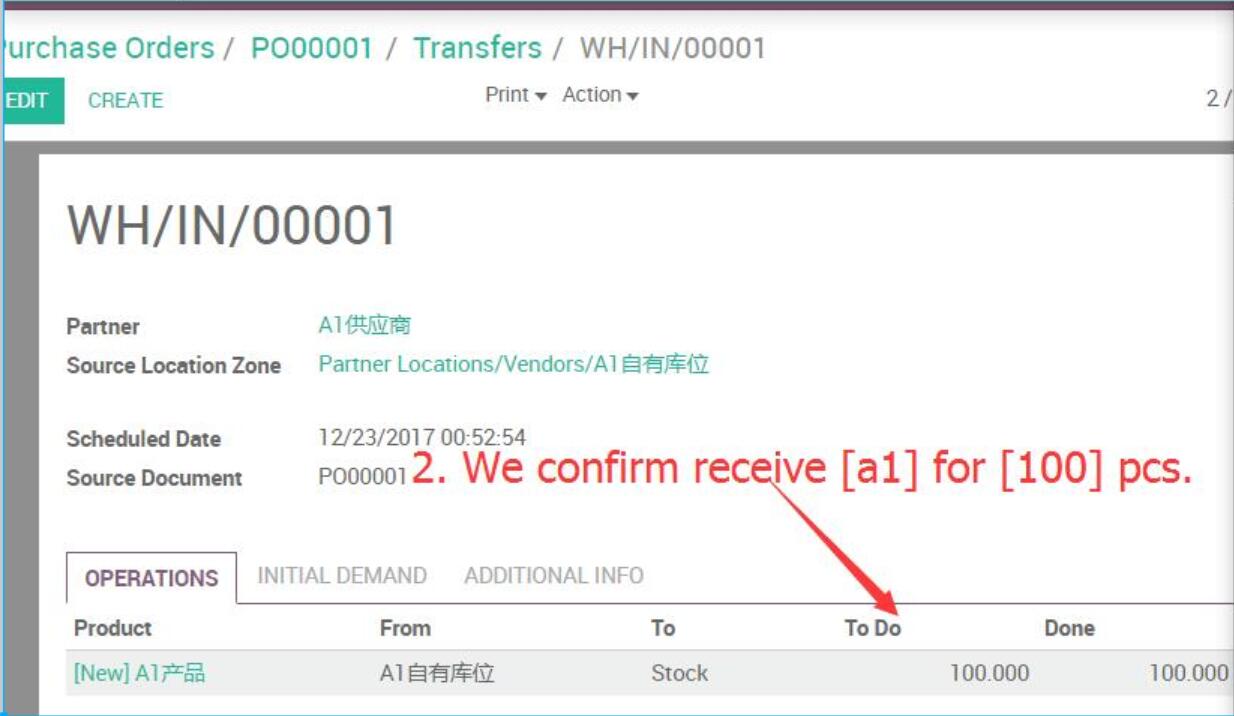 urchase Orders / PO00001 / Transfers / WH/IN/00001
EDIT CREATE Print Action 2 /
WH/IN/00001
Partner A1供应商
Source Location Zone Partner Locations/Vendors/A1自有库位
Scheduled Date 12/23/2017 00:52:54
Source Document PO00001
2. We confirm receive [a1] for [100] pcs.
OPERATIONS INITIAL DEMAND ADDITIONAL INFO
Product From To To Do Done
[New] A1产品 A1自有库位 Stock 100.000 100.000